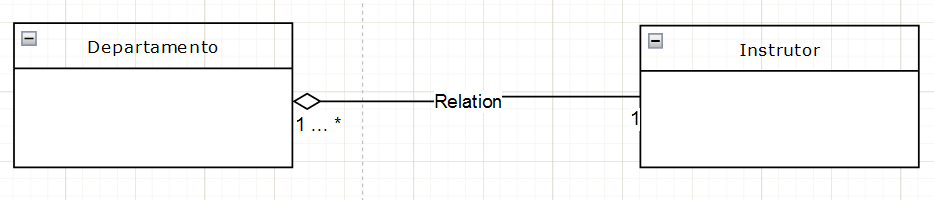 Departamento
Instrutor
Relation
1 ... *
1